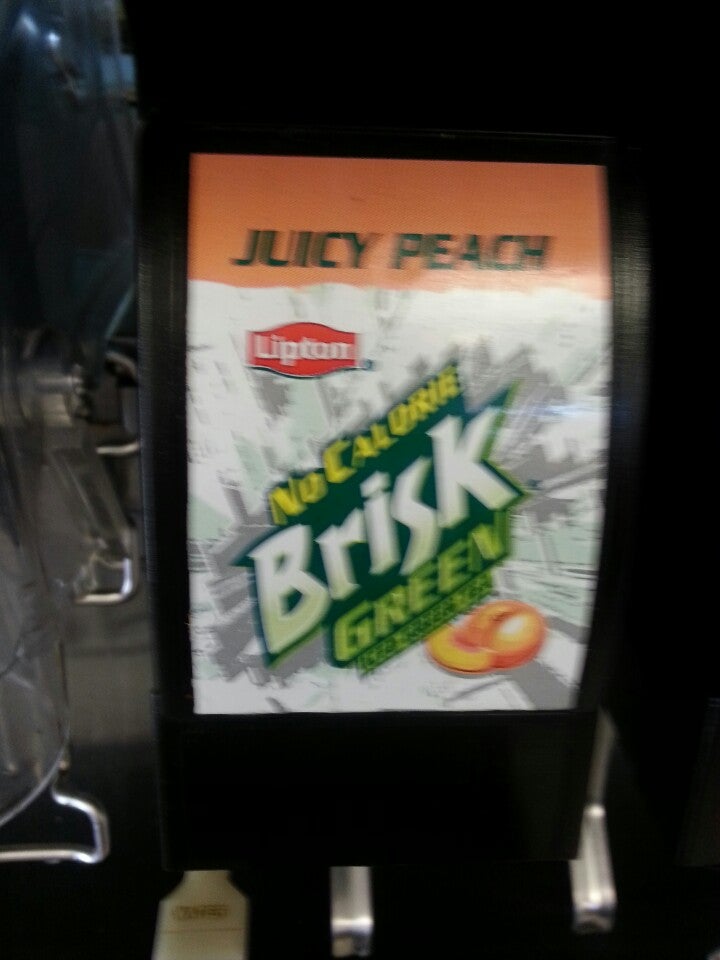 JUICY PEACH
Lipton
No CALORIE
Brisk
GREEN